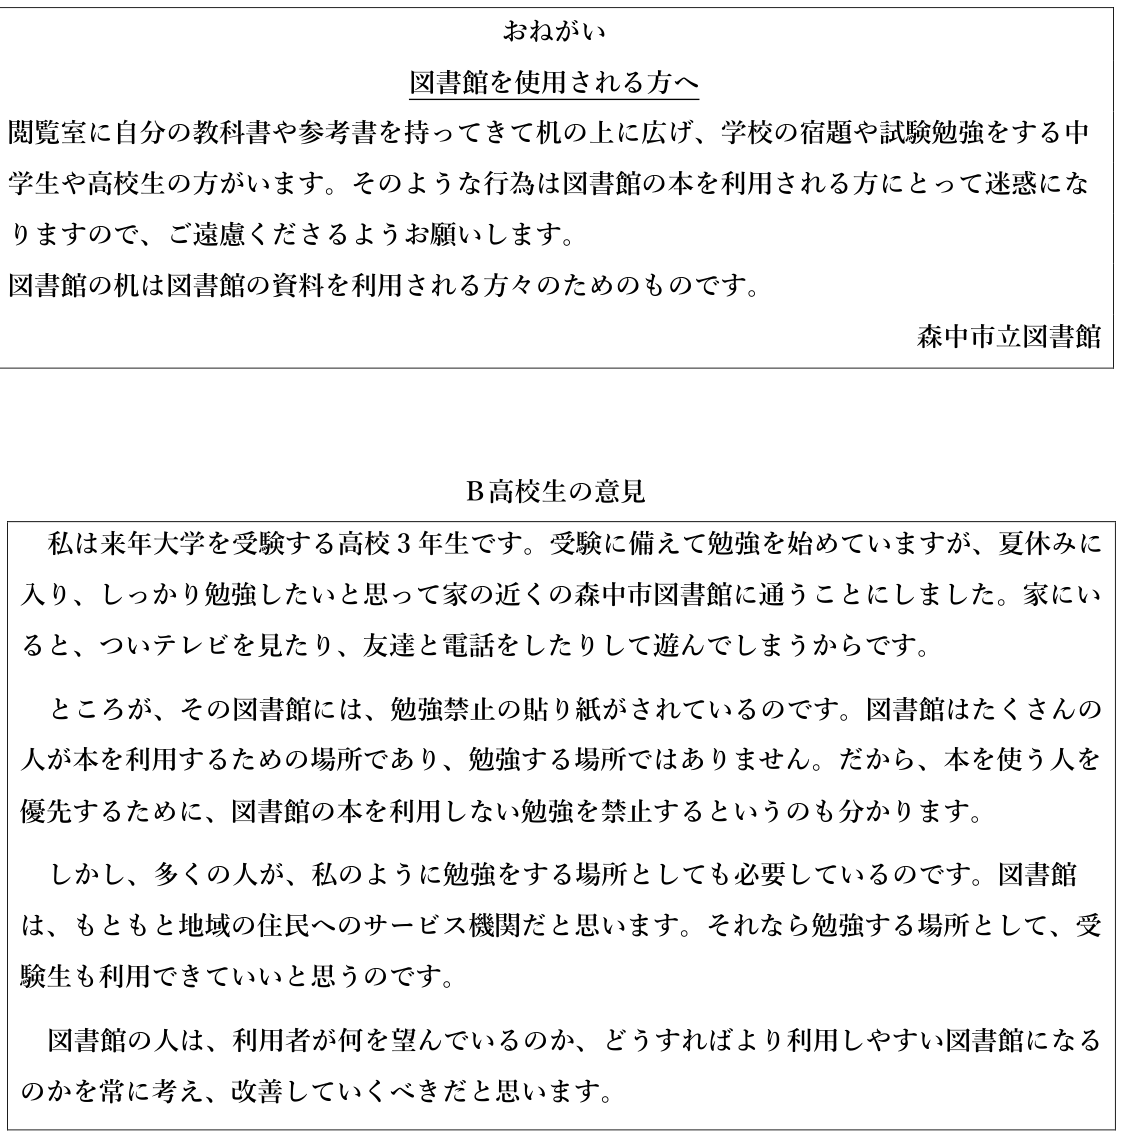 おねがい
図書館を使用される方へ
閲覧室に自分の教科書や参考書を持ってきて机の上に広げ、学校の宿題や試験勉強をする中
学生や高校生の方がいます。そのような行為は図書館の本を利用される方にとって迷惑にな
りますので、ご遠慮くださるようお願いします。
図書館の机は図書館の資料を利用される方々のためのものです。
森中市立図書館
B高校生の意見
私は来年大学を受験する高校3年生です。受験に備えて勉強を始めていますが、夏休みに
入り、しっかり勉強したいと思って家の近くの森中市図書館に通うことにしました。家にい
ると、ついテレビを見たり、友達と電話をしたりして遊んでしまうからです。
ところが、その図書館には、勉強禁止の貼り紙がされているのです。図書館はたくさんの
人が本を利用するための場所であり、勉強する場所ではありません。だから、本を使う人を
優先するために、図書館の本を利用しない勉強を禁止するというのも分かります。
しかし、多くの人が、私のように勉強をする場所としても必要しているのです。図書館
は、もともと地域の住民へのサービス機関だと思います。それなら勉強する場所として、受
験生も利用できていいと思うのです。
図書館の人は、利用者が何を望んでいるのか、どうすればより利用しやすい図書館になる
のかを常に考え、改善していくべきだと思います。